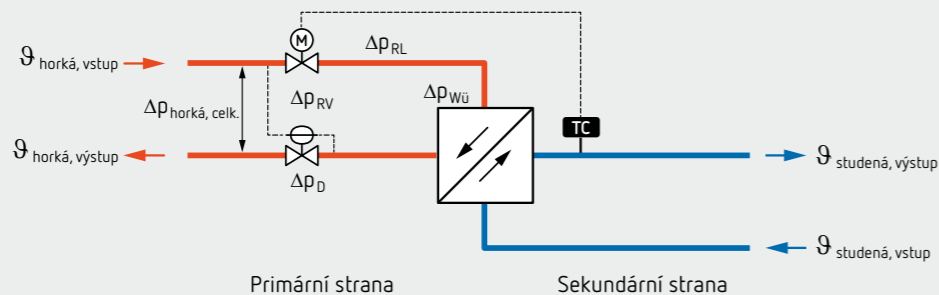 M
Δp RL
ϑ horká, vstup
Δp RV
Δp Wü
Δp horká, celk.
TC
ϑ horká, výstup
ϑ studená, výstup
Δp D
ϑ studená, vstup
Primární strana
Sekundární strana